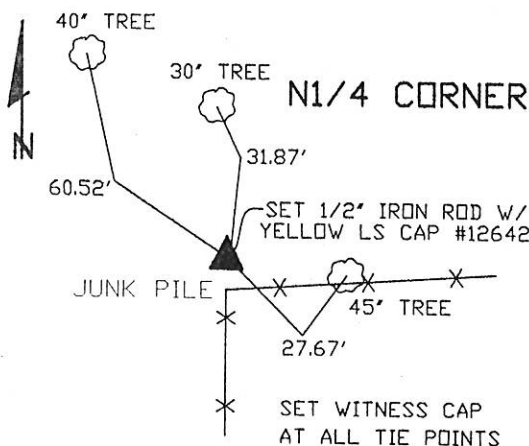 40" TREE
30" TREE
N1/4 CORNER
N
31.87'
60.52'
SET 1/2" IRON ROD W/
YELLOW LS CAP #12642
JUNK PILE
45" TREE
27.67'
SET WITNESS CAP
AT ALL TIE POINTS